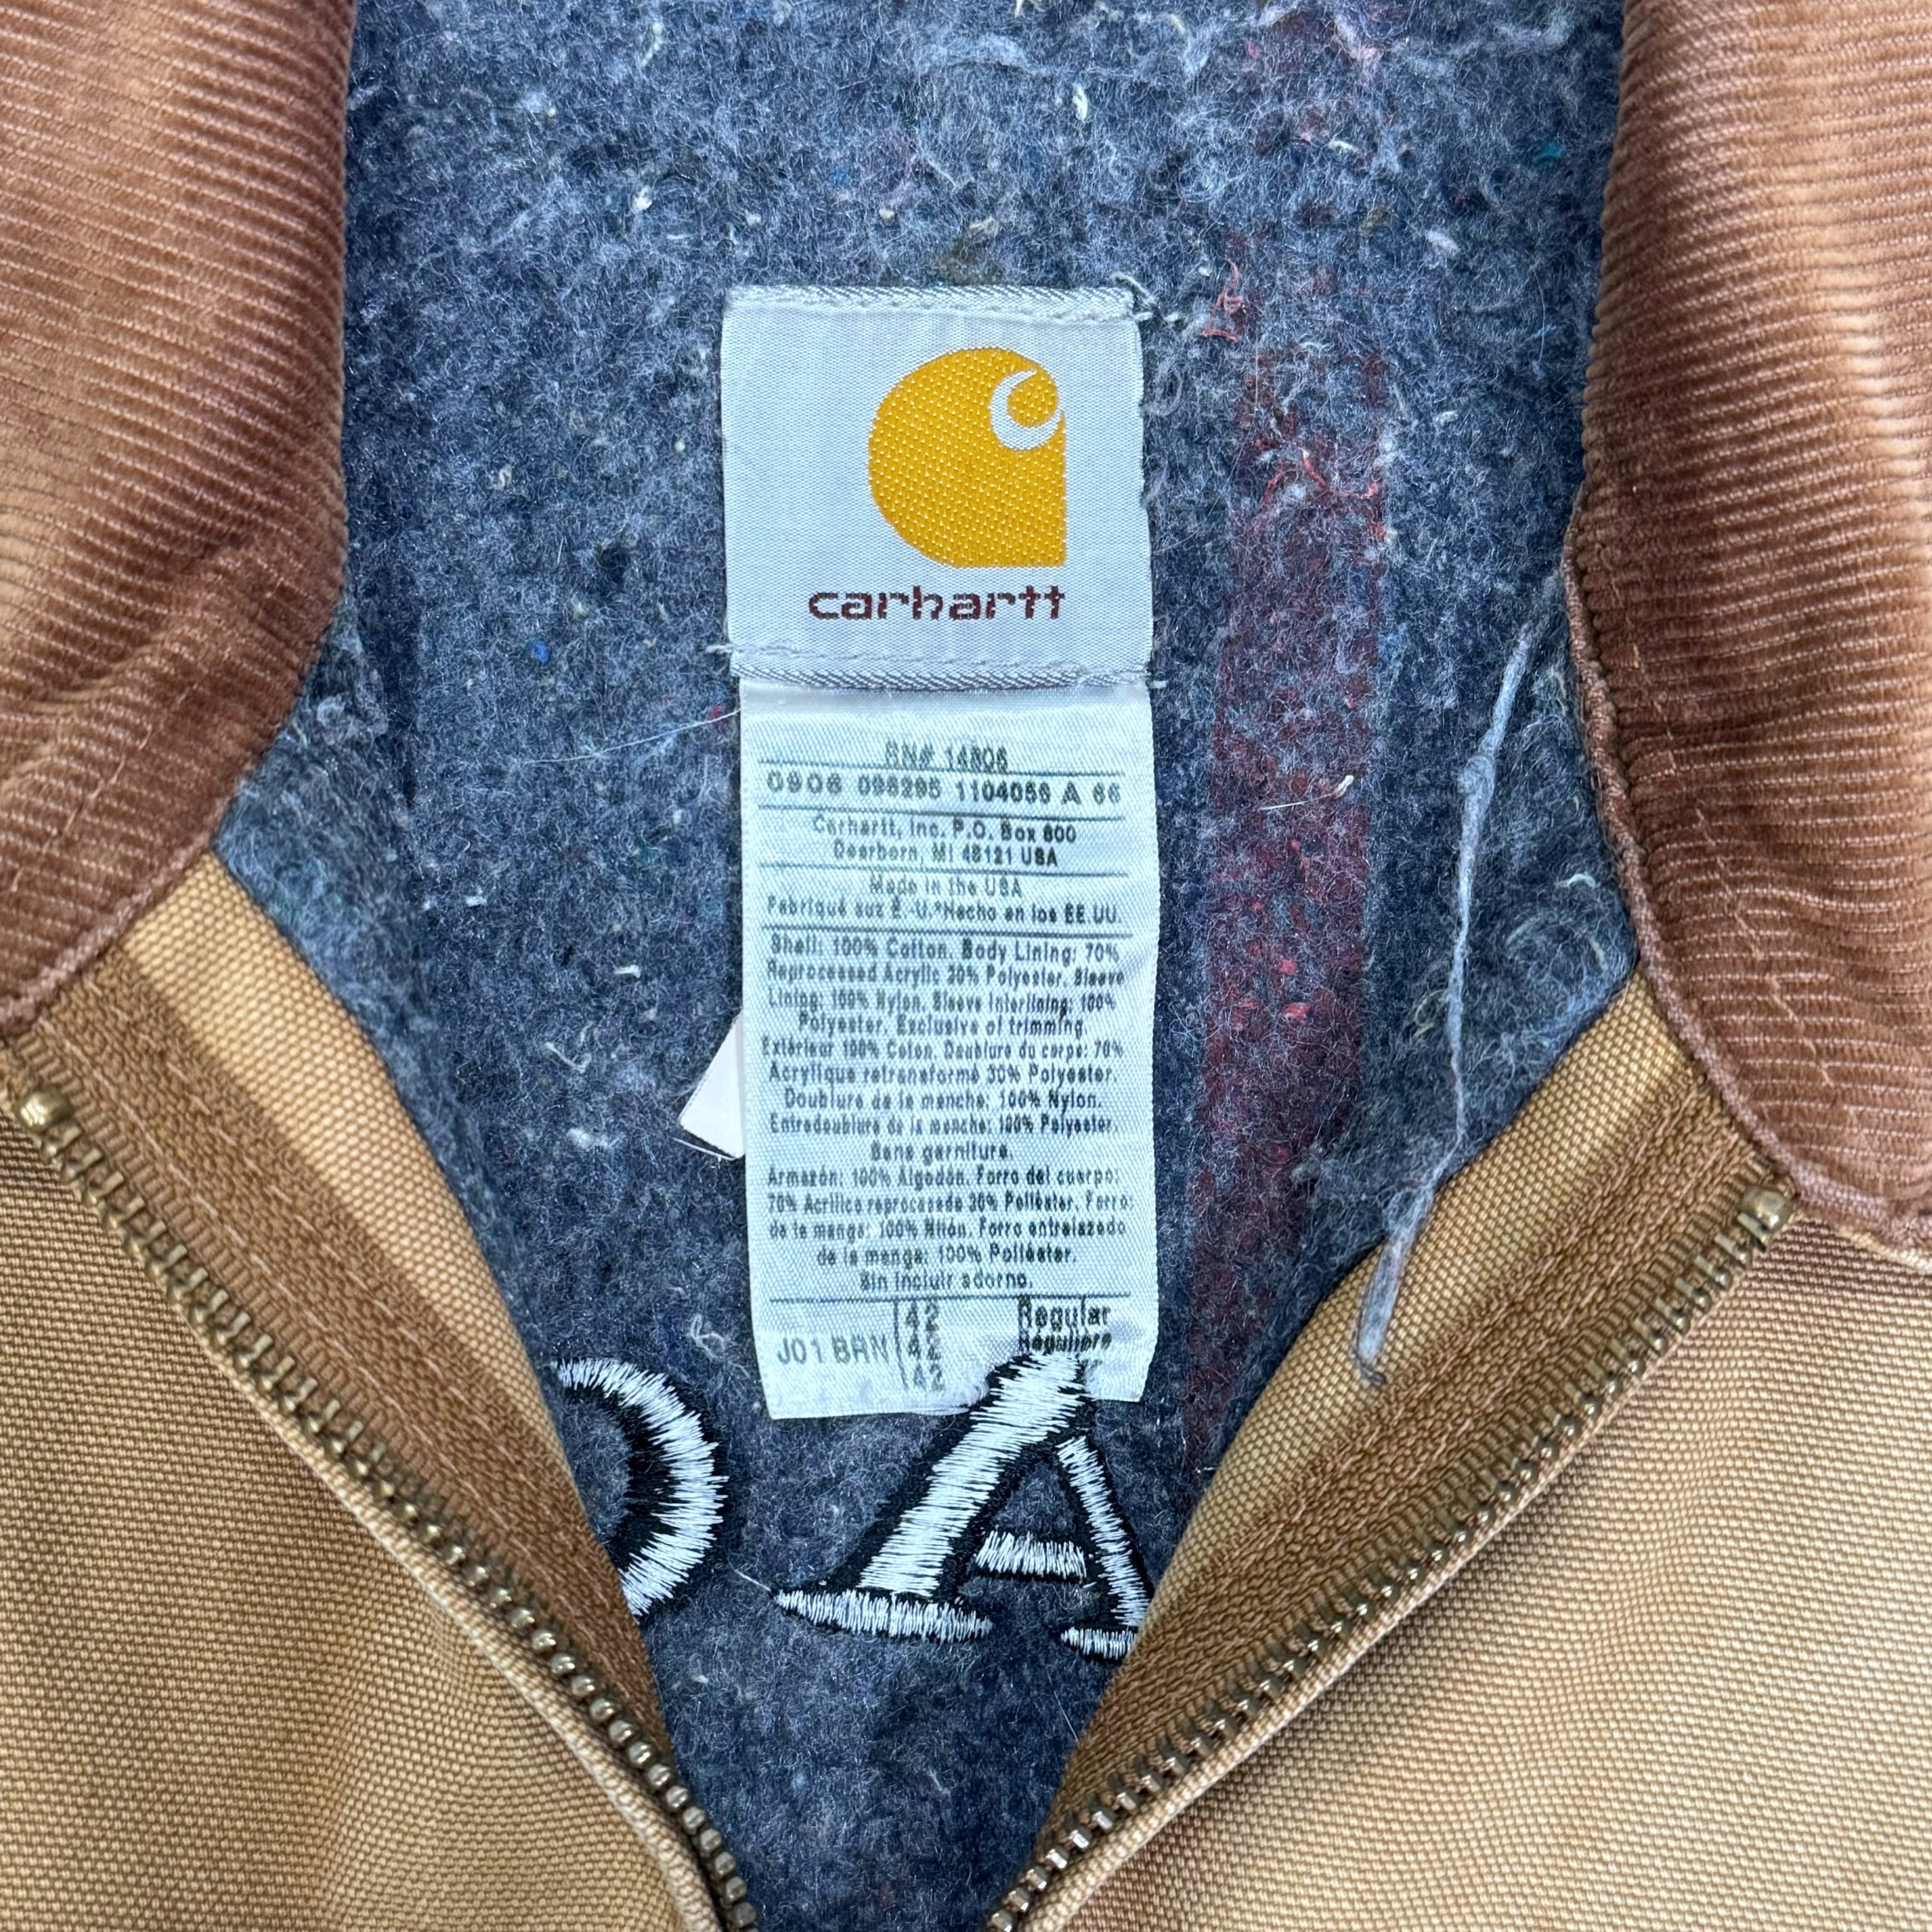 carhartt
RN# 14806
0906 098295 1104056 A 66
Carhartt, Inc. P.O. Box 600
Dearborn, MI 48121 USA
Made in the USA
Fabriqué aux É.-U.*Hecho en los EE.UU.
Shell: 100% Cotton. Body Lining: 70%
Reprocessed Acrylic 30% Polyester. Sleeve
Lining: 100% Nylon. Sleeve Interlining: 100%
Polyester. Exclusive of trimming.
Extérieur 100% Coton. Doublure du corps: 70%
Acrylique retransformé 30% Polyester.
Doublure de la manche: 100% Nylon.
Entredoublure de la manche: 100% Polyester.
Sans garniture.
Armazón: 100% Algodón. Forro del cuerpo:
70% Acrílico reprocesado 30% Poliéster. Forro:
de la manga: 100% Nilón. Forro entrelazado
de la manga: 100% Poliéster.
Sin incluir adorno.
42 Regular
J01 BRN 42 Régulière
42
A